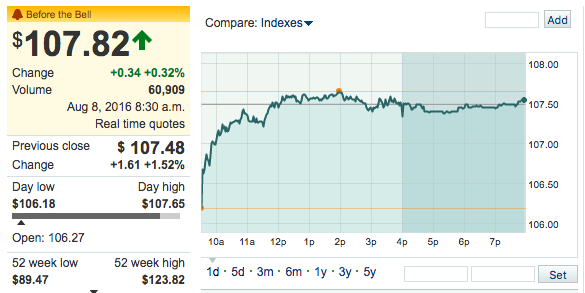 Before the Bell
$107.82
Change +0.34 +0.32%
Volume 60,909
Aug 8, 2016 8:30 a.m.
Real time quotes
Previous close $ 107.48
Change +1.61 +1.52%
Day low Day high
$106.18 $107.65
Open: 106.27
52 week low 52 week high
$89.47 $123.82
Compare: Indexes
Add
108.00
107.50
107.00
106.50
106.00
10a 11a 12p 1p 2p 3p 4p 5p 6p 7p
1d · 5d · 3m · 6m · 1y · 3y · 5y
Set